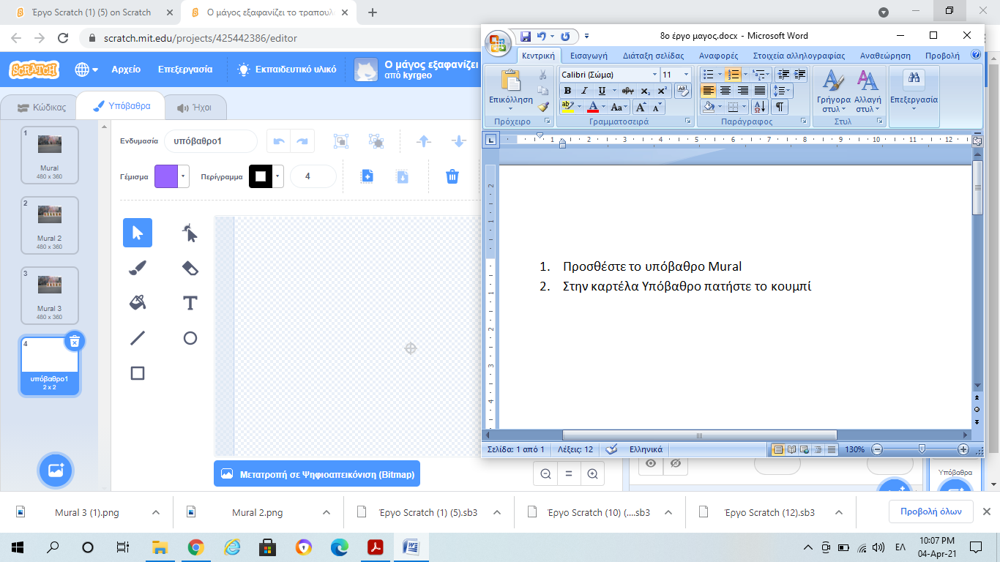 Έργο Scratch (1) (5) on Scratch
Ο μάγος εξαφανίζει το τραπουλ
scratch.mit.edu/projects/425442386/editor
SCRATCH
Αρχείο
Επεξεργασία
Εκπαιδευτικό υλικό
Ο μάγος εξαφανίζει
από kyrgeo
Κώδικας
Υπόβαθρα
Ήχοι
1
Mural
480 x 360
2
Mural 2
480 x 360
3
Mural 3
480 x 360
4
υπόβαθρο1
2 x 2
Ενδυμασία
υπόβαθρο1
Γέμισμα
Περίγραμμα
4
Μετατροπή σε Ψηφιοαπεικόνιση (Bitmap)
8ο έργο μαγος.docx - Microsoft Word
Κεντρική
Εισαγωγή
Διάταξη σελίδας
Αναφορές
Στοιχεία αλληλογραφίας
Αναθεώρηση
Προβολή
Επικόλληση
Πρόχειρο
Calibri (Σώμα)
11
Γραμματοσειρά
Παράγραφος
Γρήγορα στυλ
Αλλαγή στυλ
Στυλ
Επεξεργασία
1. Προσθέστε το υπόβαθρο Mural
2. Στην καρτέλα Υπόβαθρο πατήστε το κουμπί
Σελίδα: 1 από 1
Λέξεις: 12
Ελληνικά
130%
Υπόβαθρα
Mural 3 (1).png
Mural 2.png
Έργο Scratch (1) (5).sb3
Έργο Scratch (10) (....sb3
Έργο Scratch (12).sb3
Προβολή όλων
ΕΛ
10:07 PM
04-Apr-21